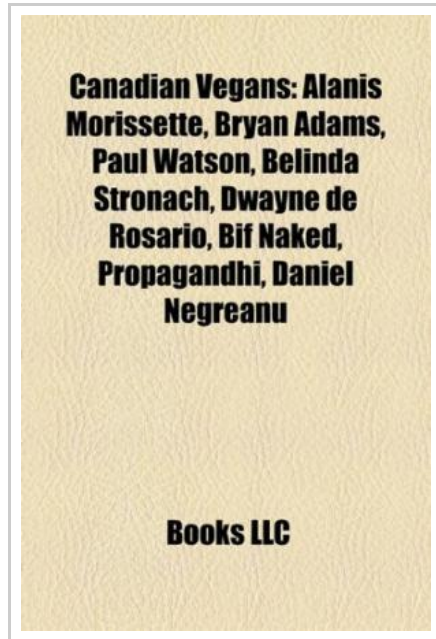 Canadian Vegans: Alanis
Morissette, Bryan Adams,
Paul Watson, Belinda
Stronach, Dwayne de
Rosario, Bif Naked,
Propagandhi, Daniel
Negreanu
Books LLC